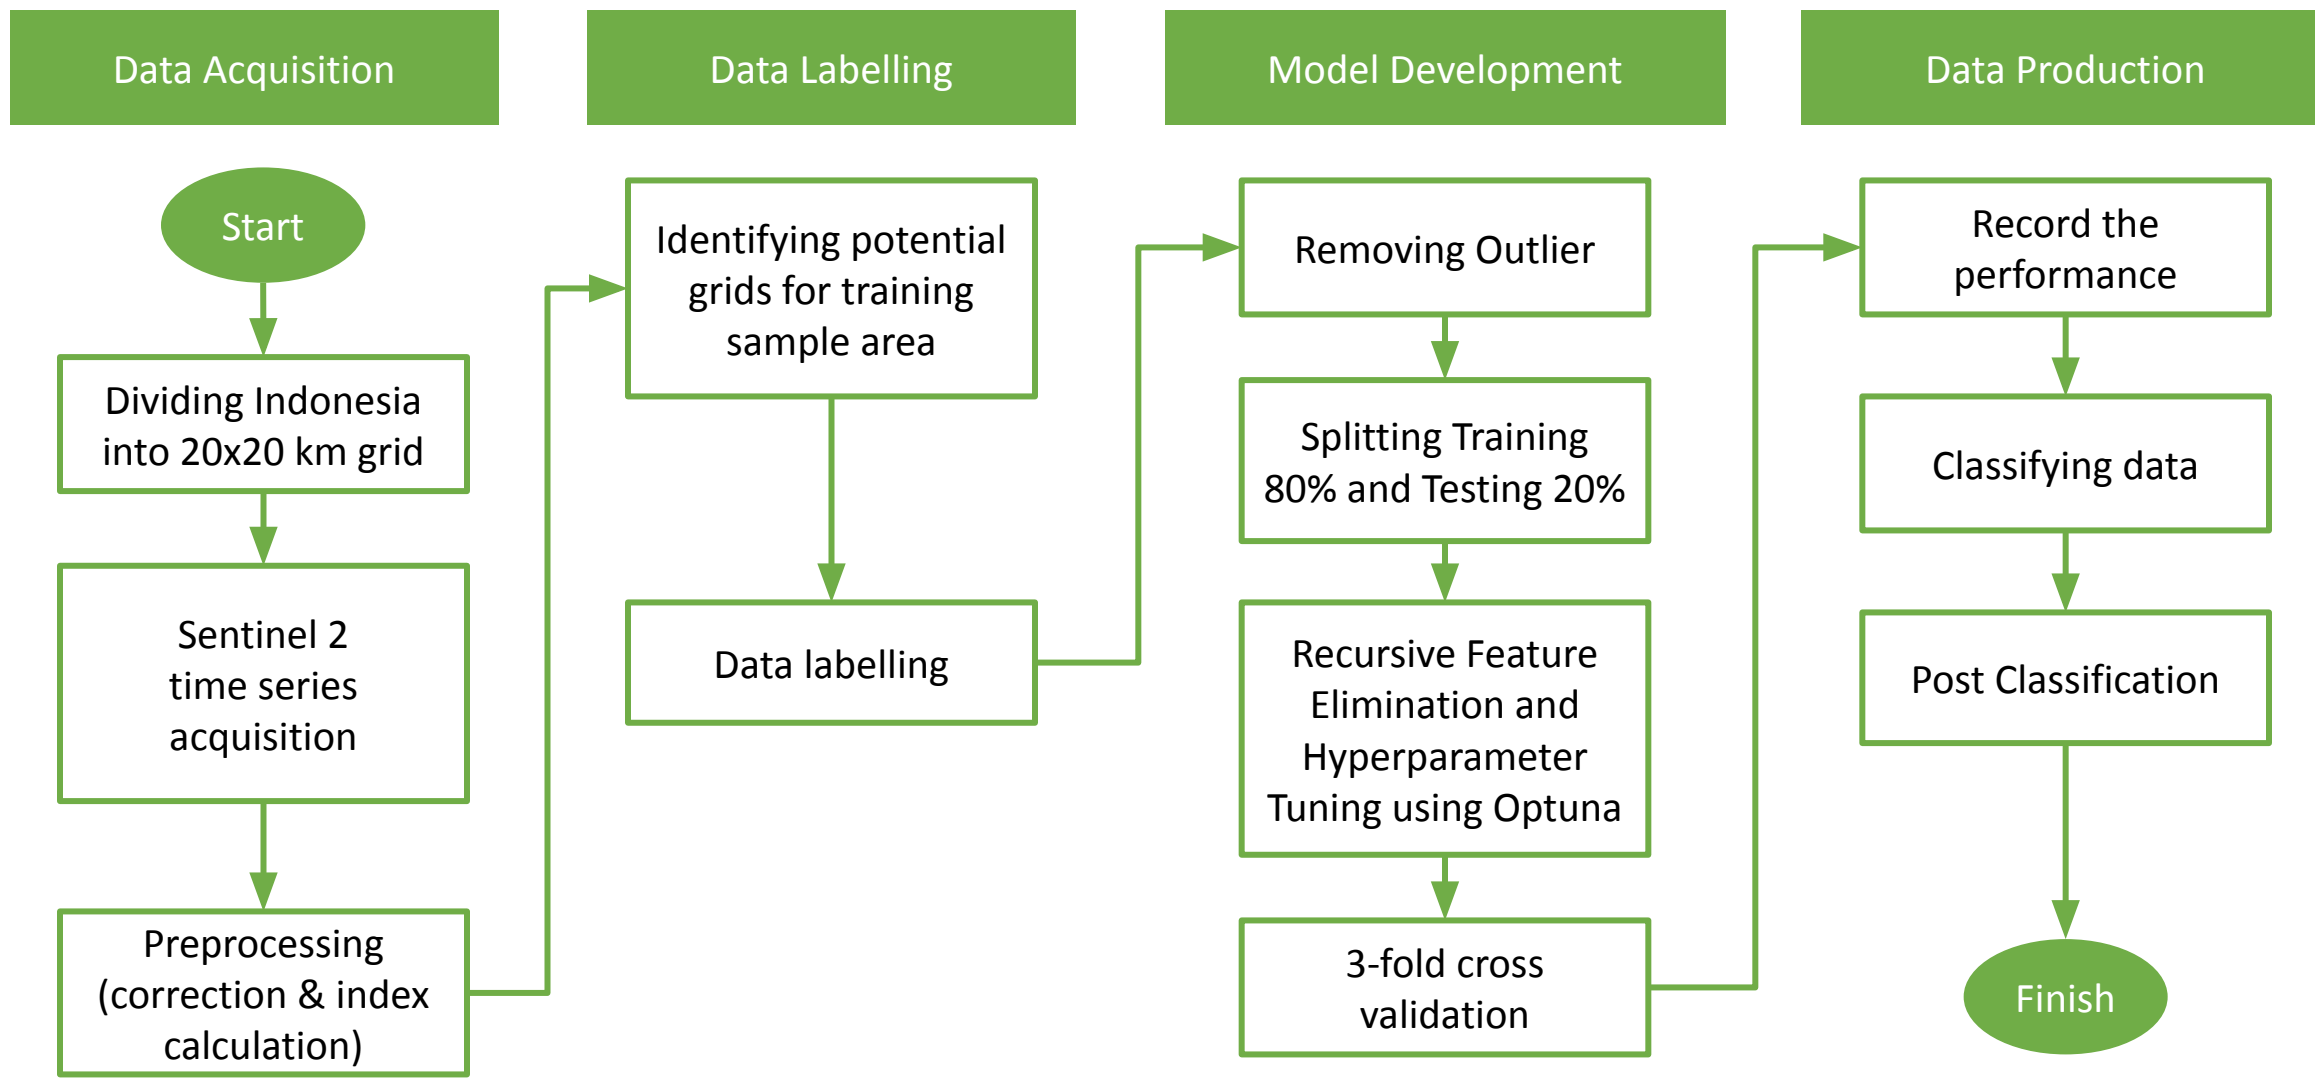 Data Acquisition
Data Labelling
Model Development
Data Production
Start
Dividing Indonesia
into 20x20 km grid
Sentinel 2
time series
acquisition
Preprocessing
(correction & index
calculation)
Identifying potential
grids for training
sample area
Data labelling
Removing Outlier
Splitting Training
80% and Testing 20%
Recursive Feature
Elimination and
Hyperparameter
Tuning using Optuna
3-fold cross
validation
Record the
performance
Classifying data
Post Classification
Finish